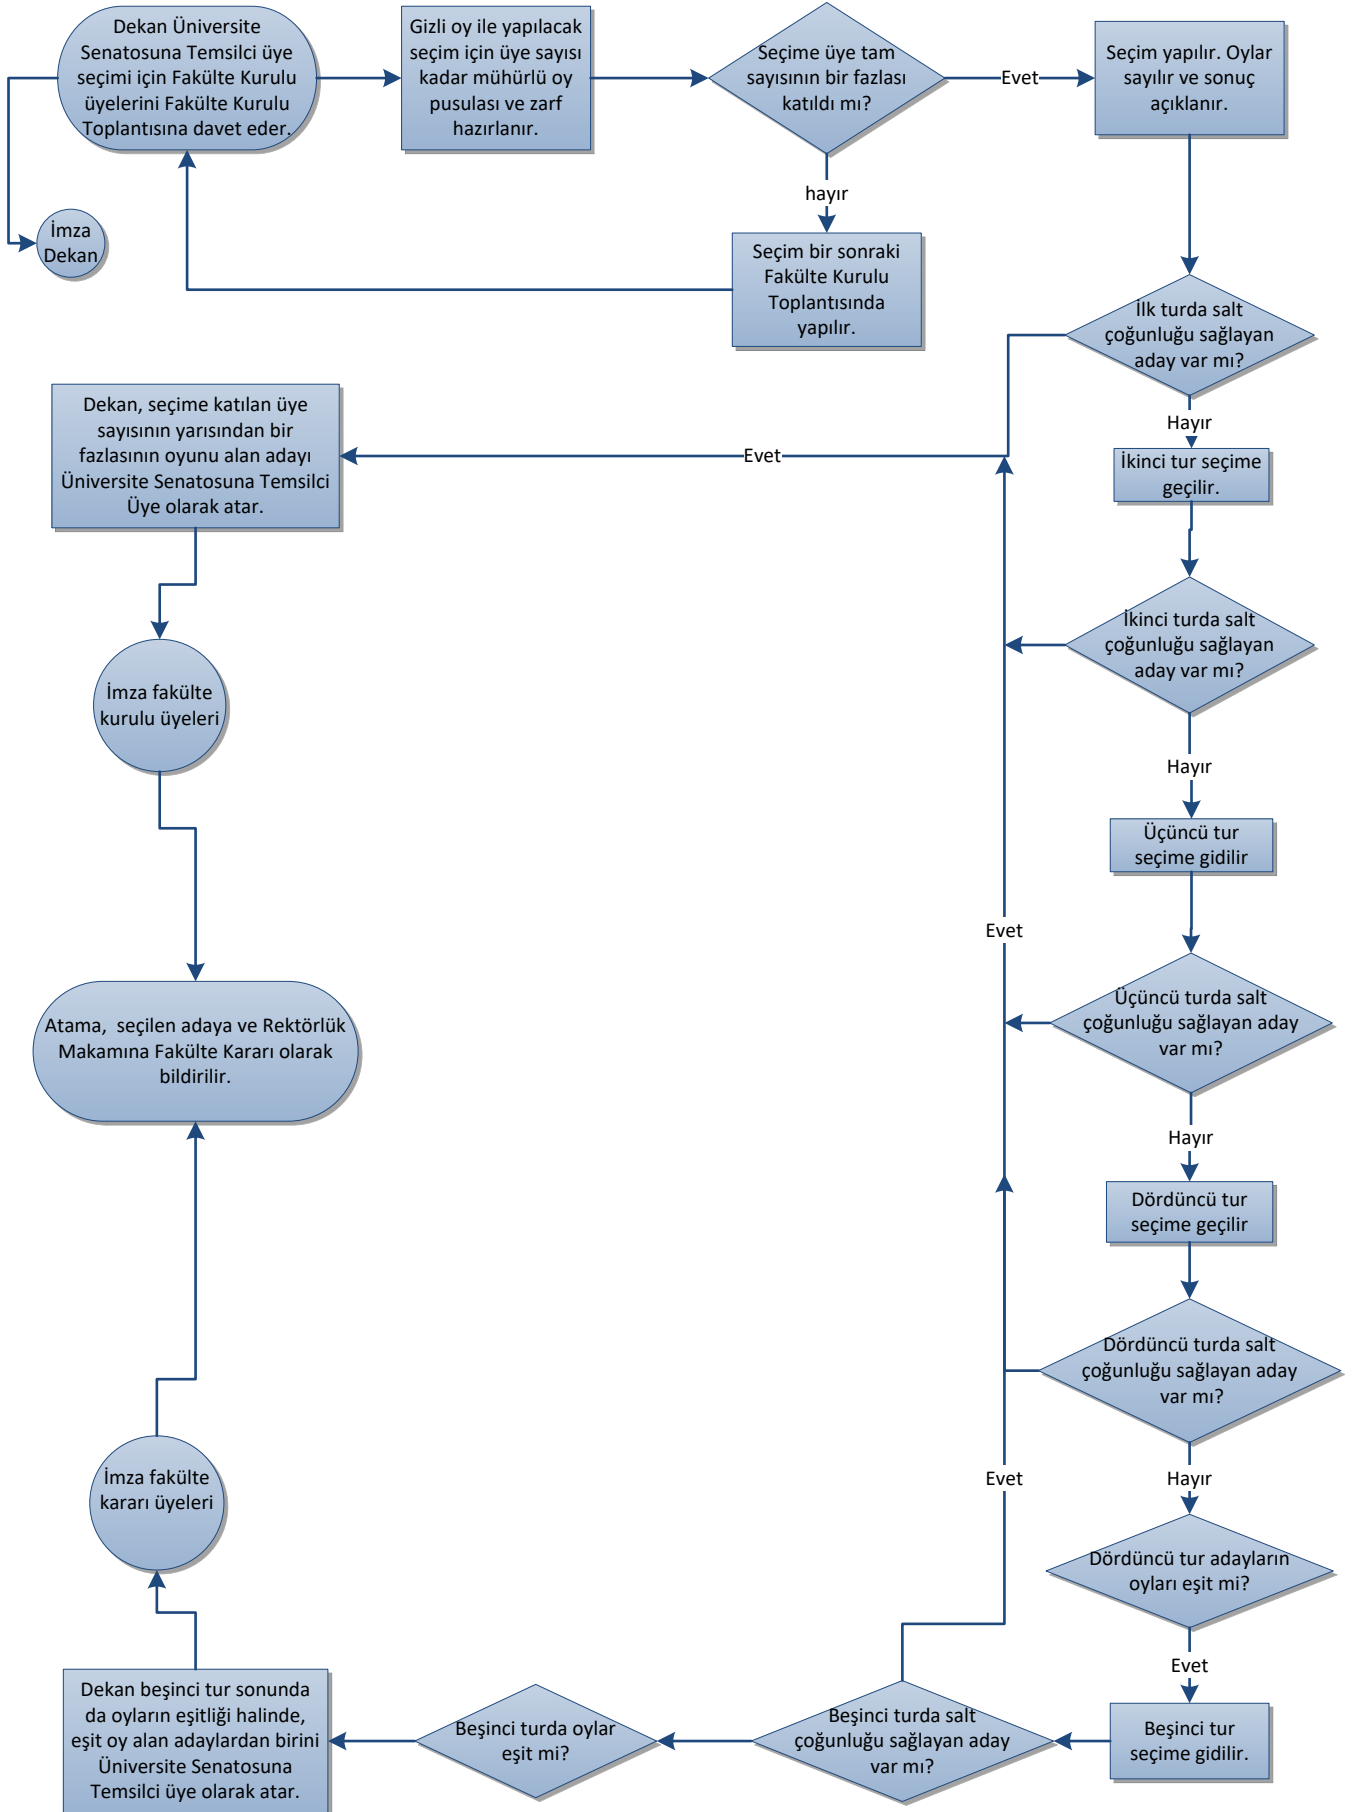 Dekan Üniversite
Senatosuna Temsilci üye
seçimi için Fakülte Kurulu
üyelerini Fakülte Kurulu
Toplantısına davet eder.
Gizli oy ile yapılacak
seçim için üye sayısı
kadar mühürlü oy
pusulası ve zarf
hazırlanır.
Seçime üye tam
sayısının bir fazlası
katıldı mı?
Evet
Seçim yapılır. Oylar
sayılır ve sonuç
açıklanır.
hayır
İmza
Dekan
Seçim bir sonraki
Fakülte Kurulu
Toplantısında
yapılır.
İlk turda salt
çoğunluğu sağlayan
aday var mı?
Dekan, seçime katılan üye
sayısının yarısından bir
fazlasının oyunu alan adayı
Üniversite Senatosuna Temsilci
Üye olarak atar.
Evet
Hayır
İkinci tur seçime
geçilir.
İkinci turda salt
çoğunluğu sağlayan
aday var mı?
İmza fakülte
kurulu üyeleri
Hayır
Üçüncü tur
seçime gidilir
Evet
Üçüncü turda salt
çoğunluğu sağlayan aday
var mı?
Atama,  seçilen adaya ve Rektörlük
Makamına Fakülte Kararı olarak
bildirilir.
Hayır
Dördüncü tur
seçime geçilir
Dördüncü turda salt
çoğunluğu sağlayan aday
var mı?
İmza fakülte
kararı üyeleri
Evet
Hayır
Dördüncü tur adayların
oyları eşit mi?
Evet
Dekan beşinci tur sonunda
da oyların eşitliği halinde,
eşit oy alan adaylardan birini
Üniversite Senatosuna
Temsilci üye olarak atar.
Beşinci turda oylar
eşit mi?
Beşinci turda salt
çoğunluğu sağlayan aday
var mı?
Beşinci tur
seçime gidilir.